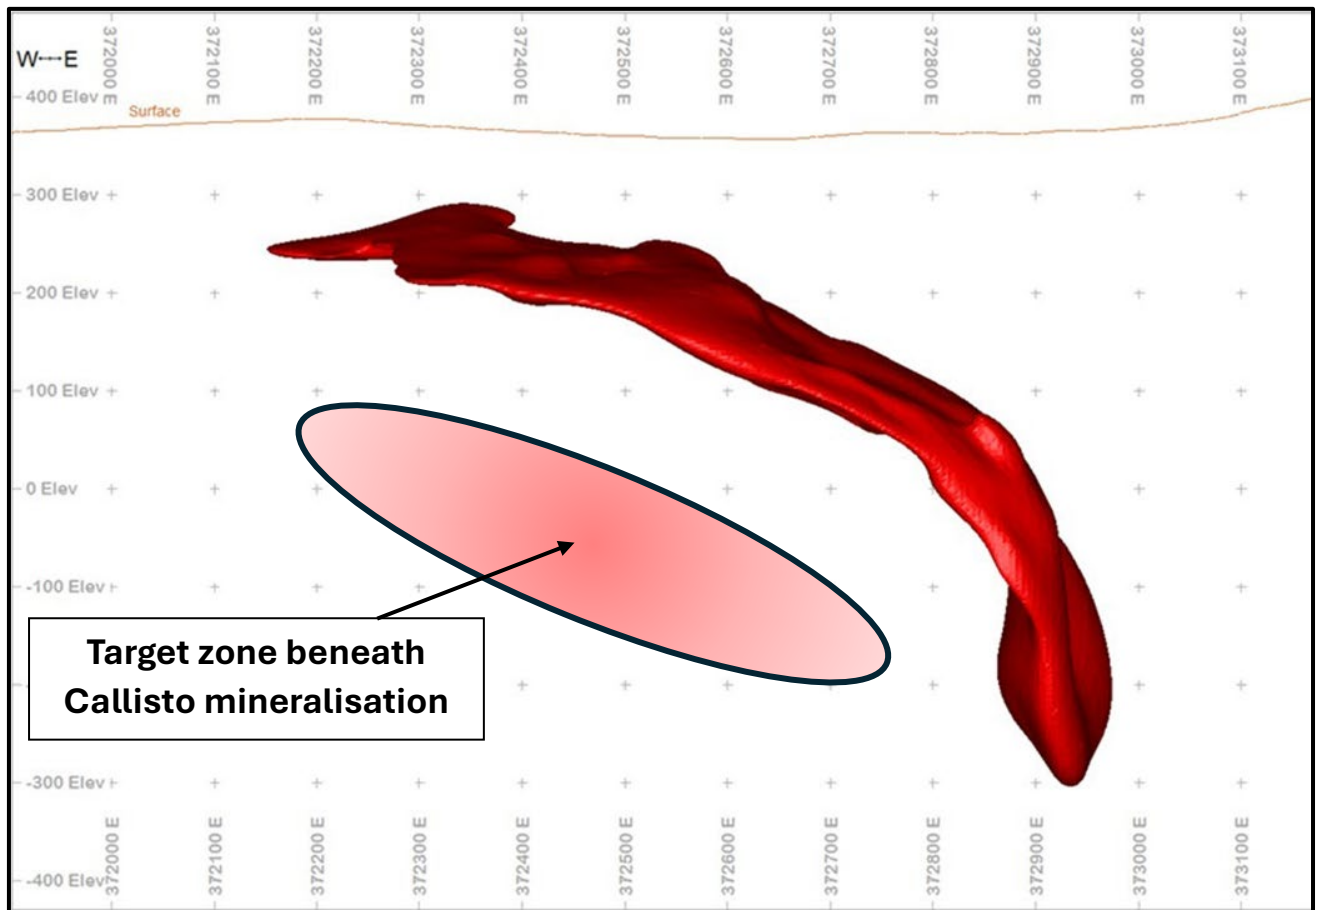 W↔E
372000 E
372100 E
372200 E
372300 E
372400 E
372500 E
372600 E
372700 E
372800 E
372900 E
373000 E
373100 E
400 Elev
Surface
300 Elev
200 Elev
100 Elev
0 Elev
-100 Elev
Target zone beneath
Callisto mineralisation
-300 Elev
-400 Elev
372000 E
372100 E
372200 E
372300 E
372400 E
372500 E
372600 E
372700 E
372800 E
372900 E
373000 E
373100 E